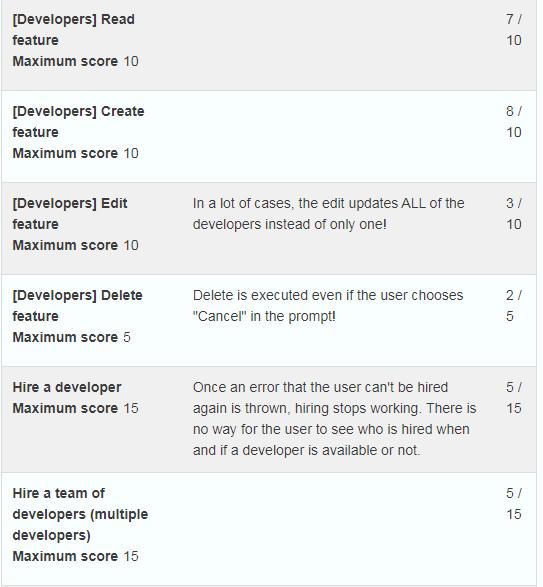 [Developers] Read
feature
Maximum score 10
7 /
10
[Developers] Create
feature
Maximum score 10
8 /
10
[Developers] Edit
feature
Maximum score 10
In a lot of cases, the edit updates ALL of the
developers instead of only one!
3 /
10
[Developers] Delete
feature
Maximum score 5
Delete is executed even if the user chooses
"Cancel" in the prompt!
2 /
5
Hire a developer
Maximum score 15
Once an error that the user can't be hired
again is thrown, hiring stops working. There is
no way for the user to see who is hired when
and if a developer is available or not.
5 /
15
Hire a team of
developers (multiple
developers)
Maximum score 15
5 /
15